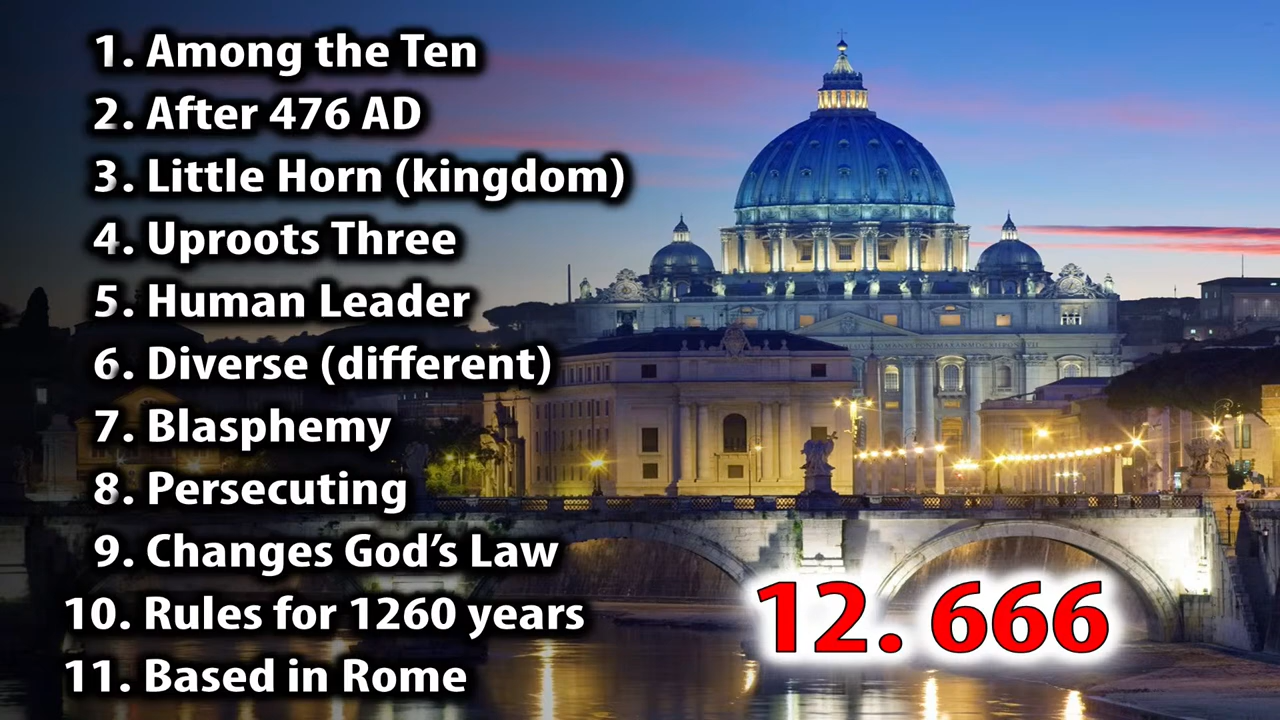 1. Among the Ten
2. After 476 AD
3. Little Horn (kingdom)
4. Uproots Three
5. Human Leader
6. Diverse (different)
7. Blasphemy
8. Persecuting
9. Changes God’s Law
10. Rules for 1260 years
11. Based in Rome
12. 666